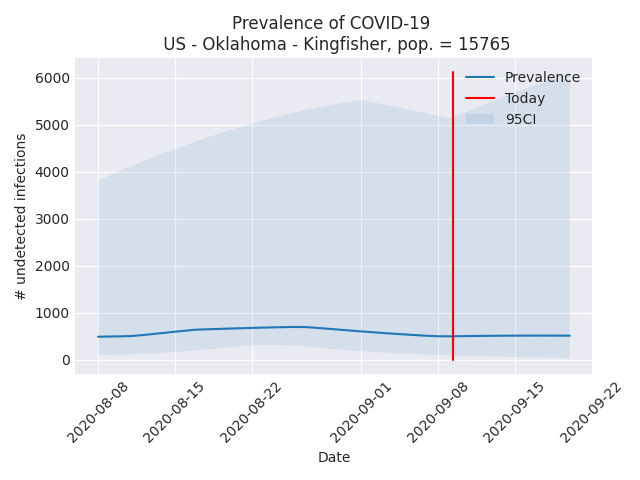 Prevalence of COVID-19
US - Oklahoma - Kingfisher, pop. = 15765
6000
5000
4000
3000
2000
1000
0
# undetected infections
Prevalence
Today
95CI
2020-08-08
2020-08-15
2020-08-22
2020-09-01
2020-09-08
2020-09-15
2020-09-22
Date